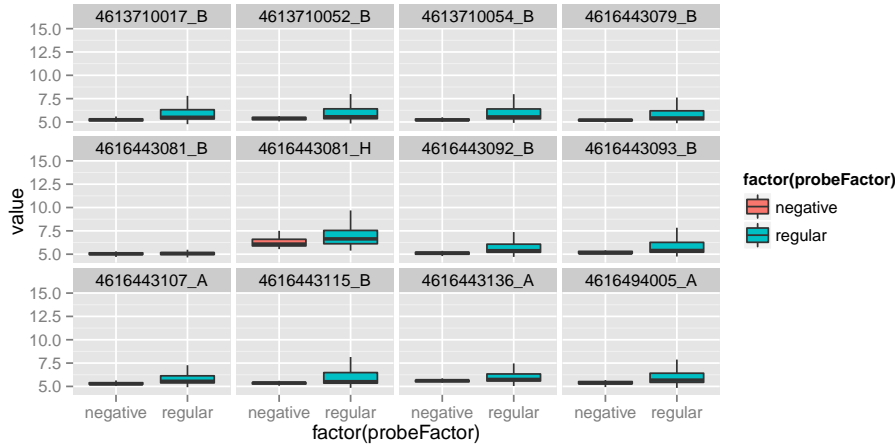 4613710017_B 4613710052_B 4613710054_B 4616443079_B
15.0
12.5
10.0
7.5
5.0
4616443081_B 4616443081_H 4616443092_B 4616443093_B
15.0
12.5
10.0
7.5
5.0
4616443107_A 4616443115_B 4616443136_A 4616494005_A
15.0
12.5
10.0
7.5
5.0
value
negative regular negative regular negative regular negative regular
factor(probeFactor)
factor(probeFactor)
negative
regular